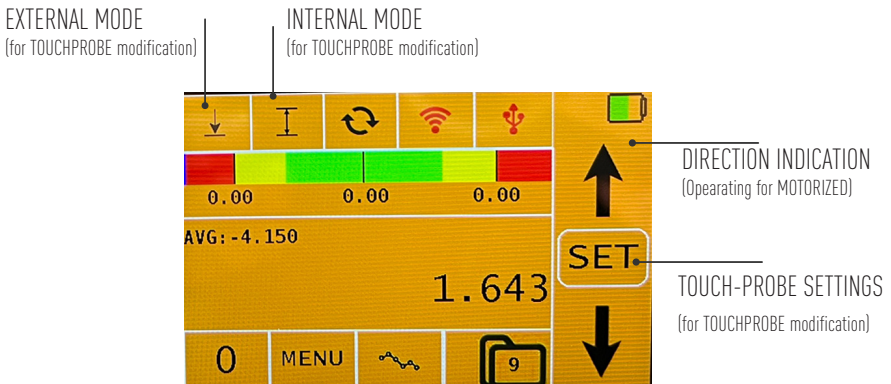 EXTERNAL MODE
(for TOUCHPROBE modification)
INTERNAL MODE
(for TOUCHPROBE modification)
DIRECTION INDICATION
(Opearating for MOTORIZED)
0.00 0.00 0.00
AVG:-4.150
SET
1.643
TOUCH-PROBE SETTINGS
(for TOUCHPROBE modification)
0 MENU 9